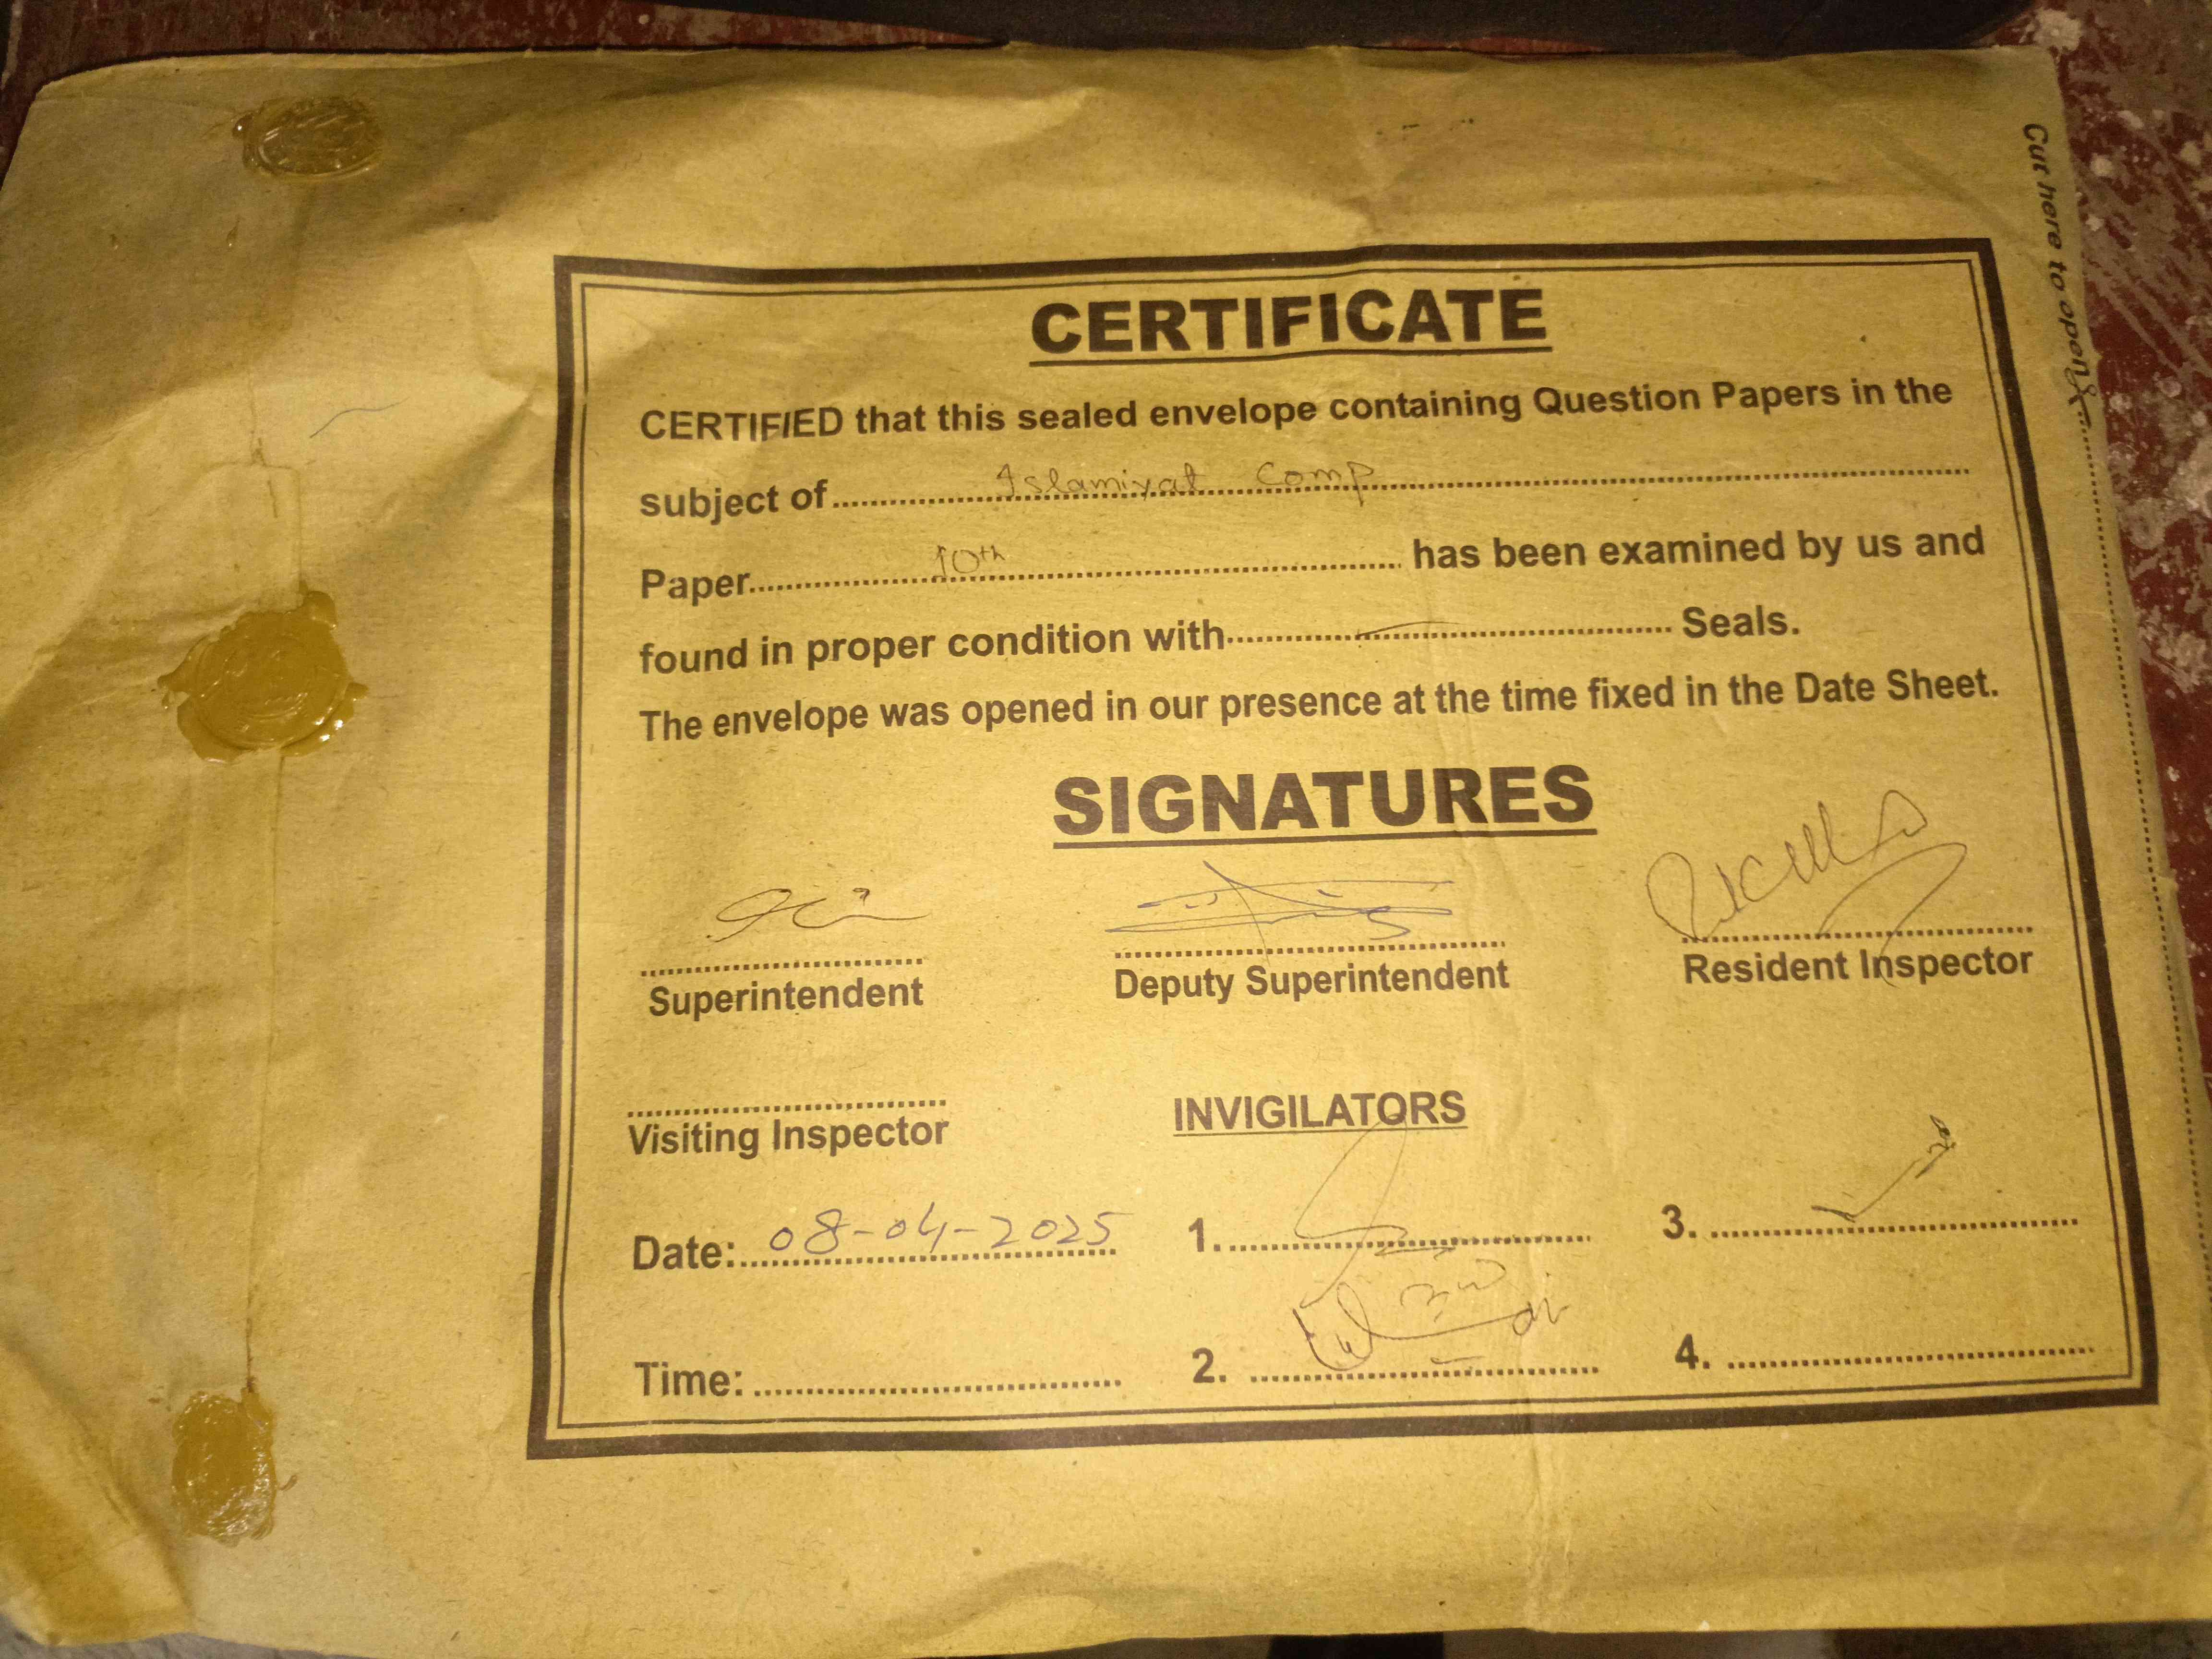 Cut here to open
CERTIFICATE
CERTIFIED that this sealed envelope containing Question Papers in the
subject of Islamiyat Comp
Paper 10th has been examined by us and
found in proper condition with Seals.
The envelope was opened in our presence at the time fixed in the Date Sheet.
SIGNATURES
Superintendent Deputy Superintendent Resident Inspector
Visiting Inspector INVIGILATORS
Date: 08-04-2025 1. 3.
Time: 2. 4.